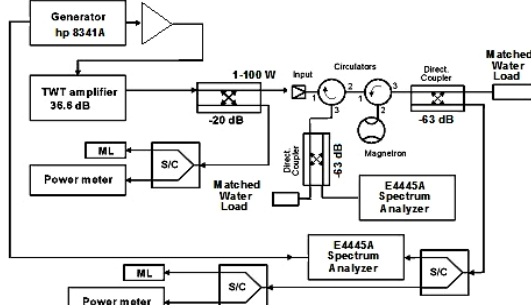 Generator
hp 8341A
TWT amplifier
36.6 dB
1-100 W
-20 dB
Input
Circulators
1
2
3
1
2
3
Magnetron
Direct.
Coupler
-63 dB
Matched
Water
Load
ML
S/C
Power meter
Matched
Water
Load
Direct.
Coupler
-63 dB
E4445A
Spectrum
Analyzer
E4445A
Spectrum
Analyzer
S/C
ML
S/C
Power meter